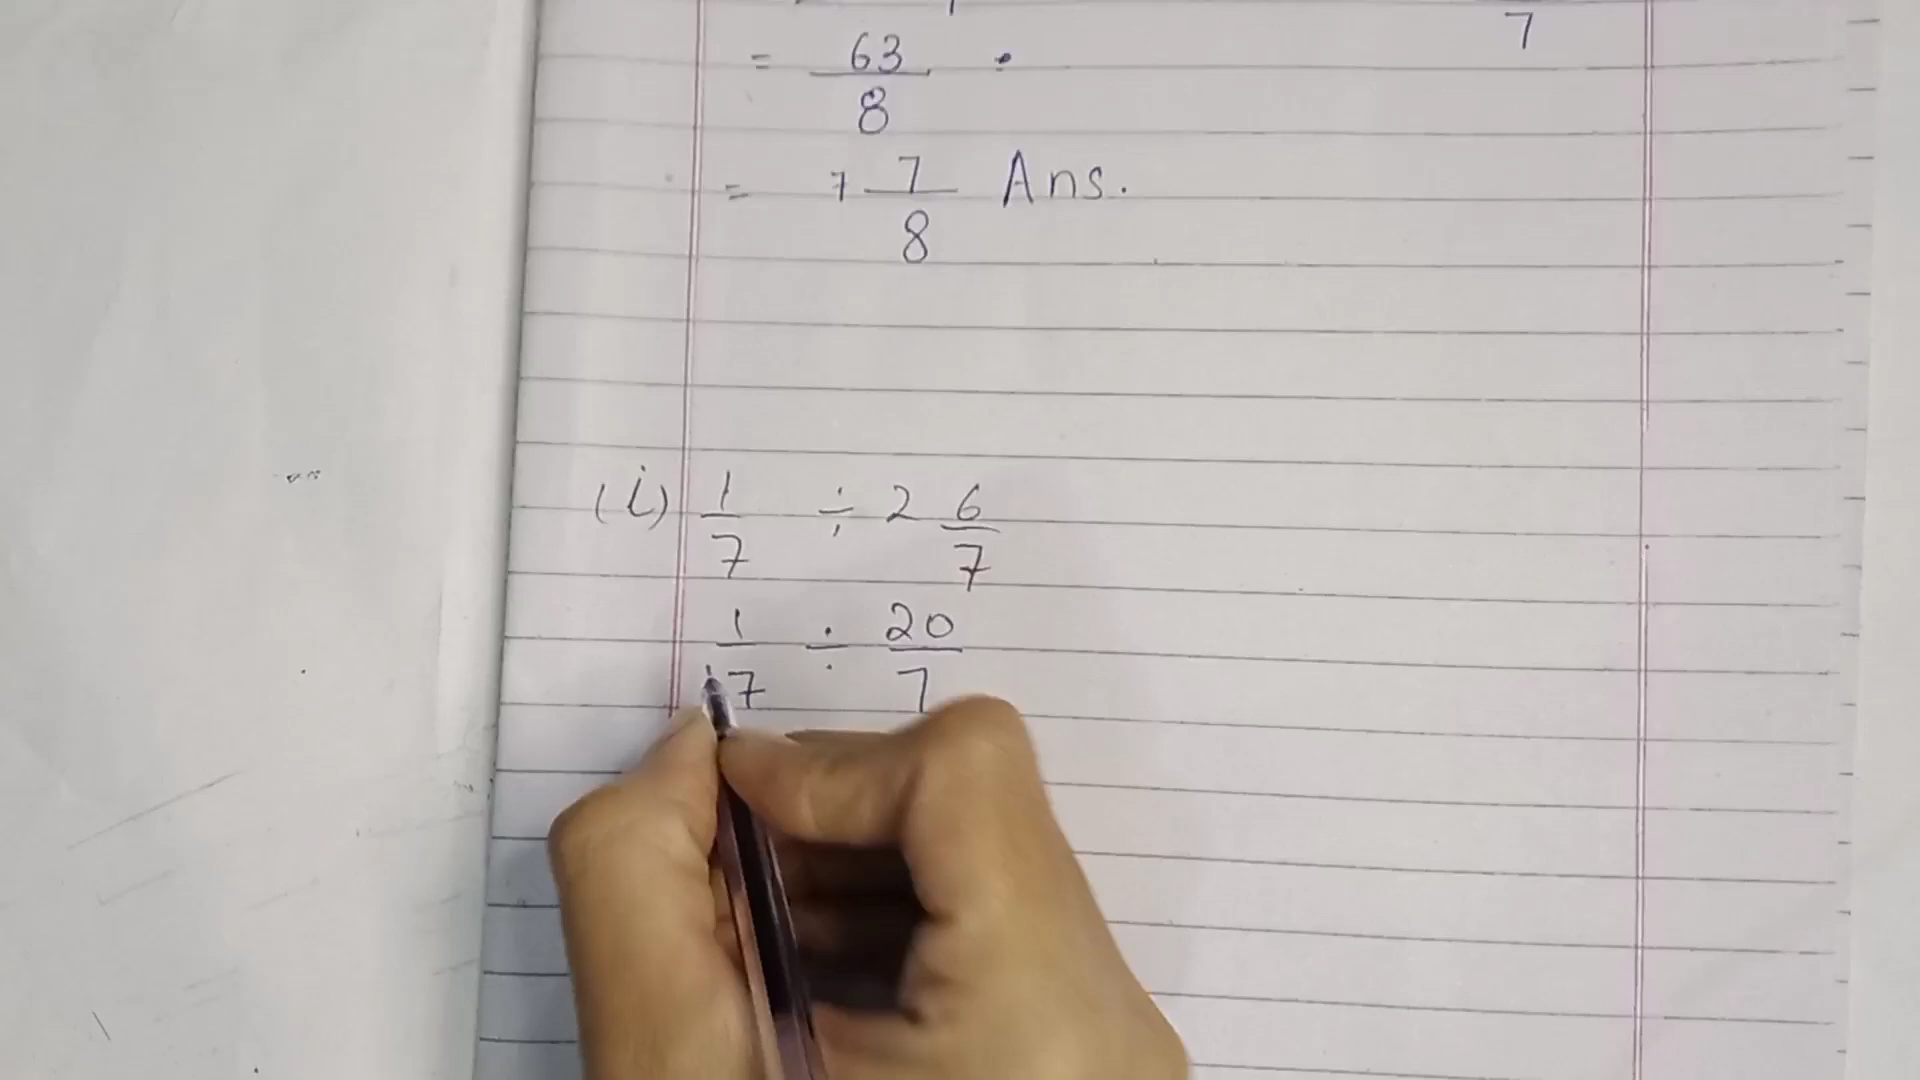 7
= 63/8
= 7 7/8 Ans.
(i) 1/7 ÷ 2 6/7
1/7 ÷ 20/7